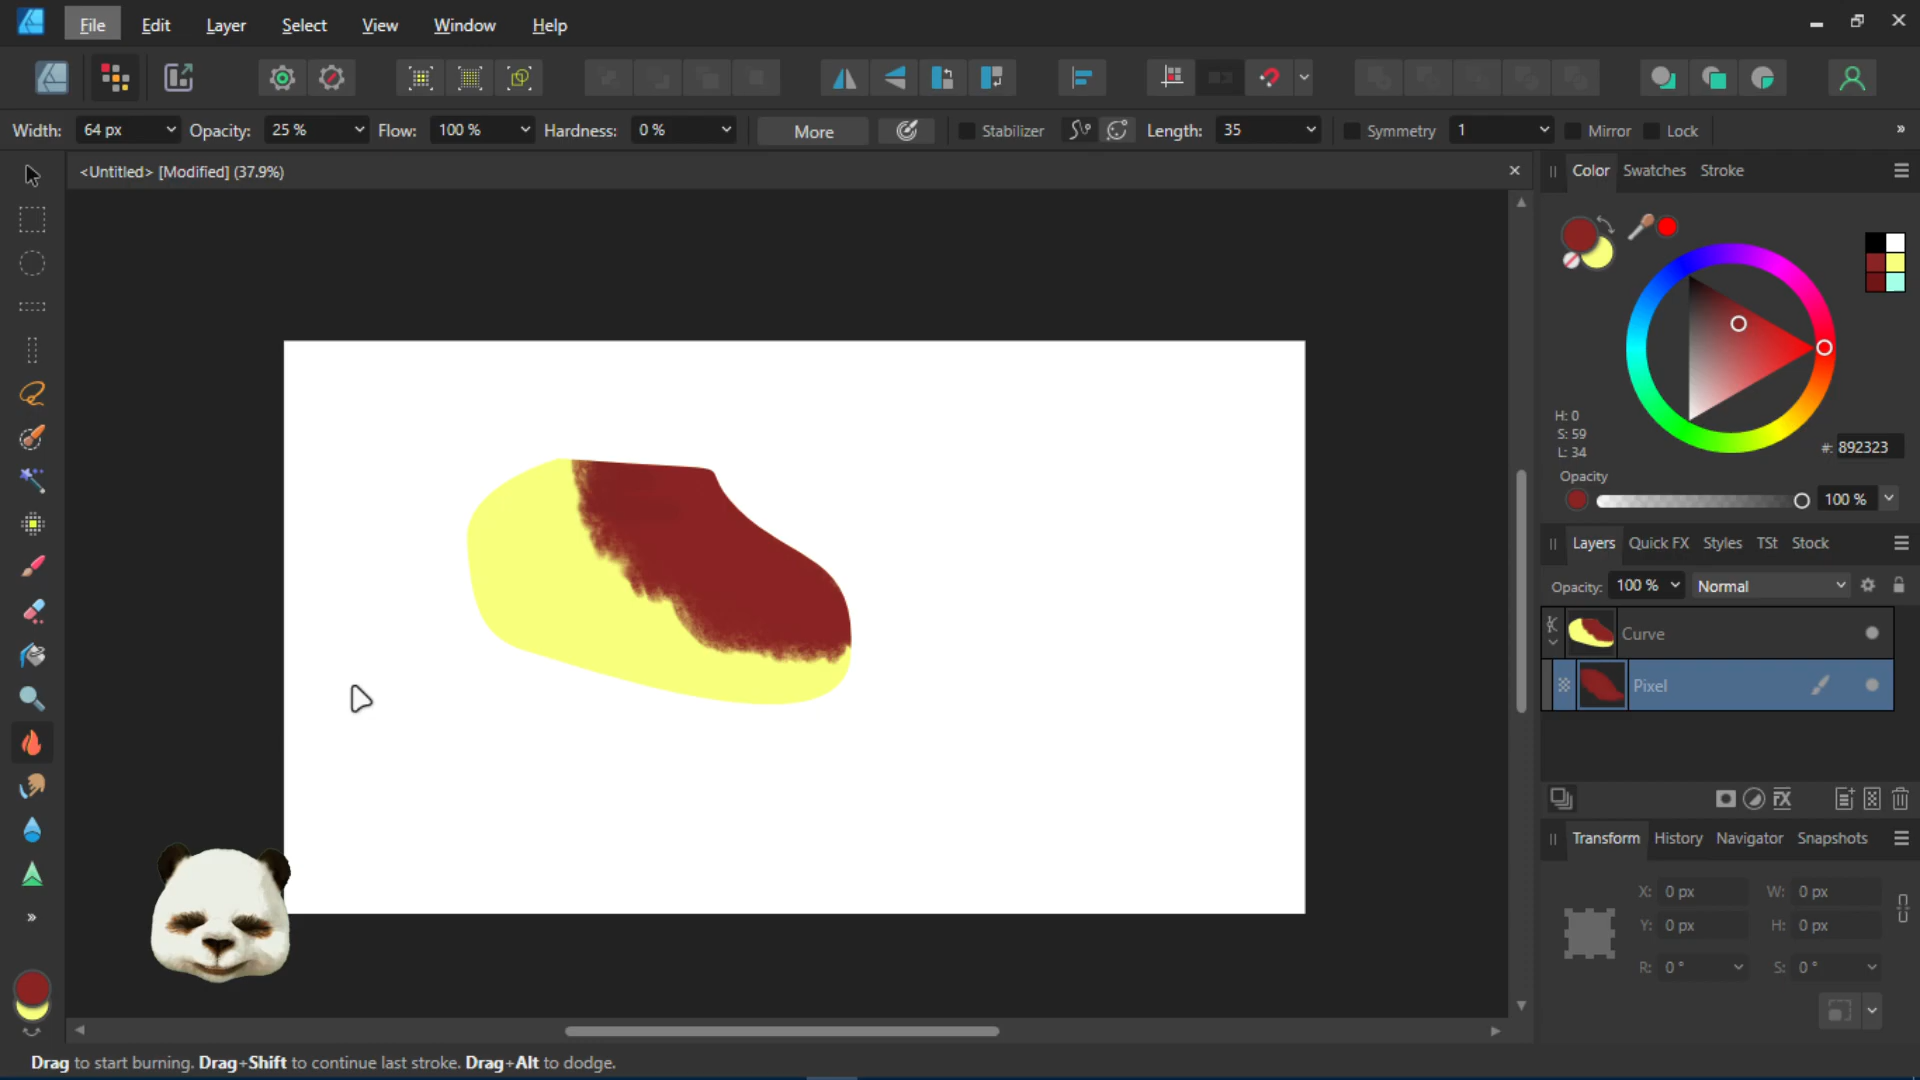 File Edit Layer Select View Window Help
Width: 64 px Opacity: 25 % Flow: 100 % Hardness: 0 % More Stabilizer Length: 35 Symmetry 1 Mirror Lock »
<Untitled> [Modified] (37.9%)
Color Swatches Stroke
H: 0
S: 59
L: 34
#: 892323
Opacity
100 %
Layers Quick FX Styles TSt Stock
Opacity: 100 % Normal
Curve
Pixel
FX
Transform History Navigator Snapshots
X: 0 px W: 0 px
Y: 0 px H: 0 px
R: 0 ° S: 0 °
»
Drag to start burning. Drag+Shift to continue last stroke. Drag+Alt to dodge.